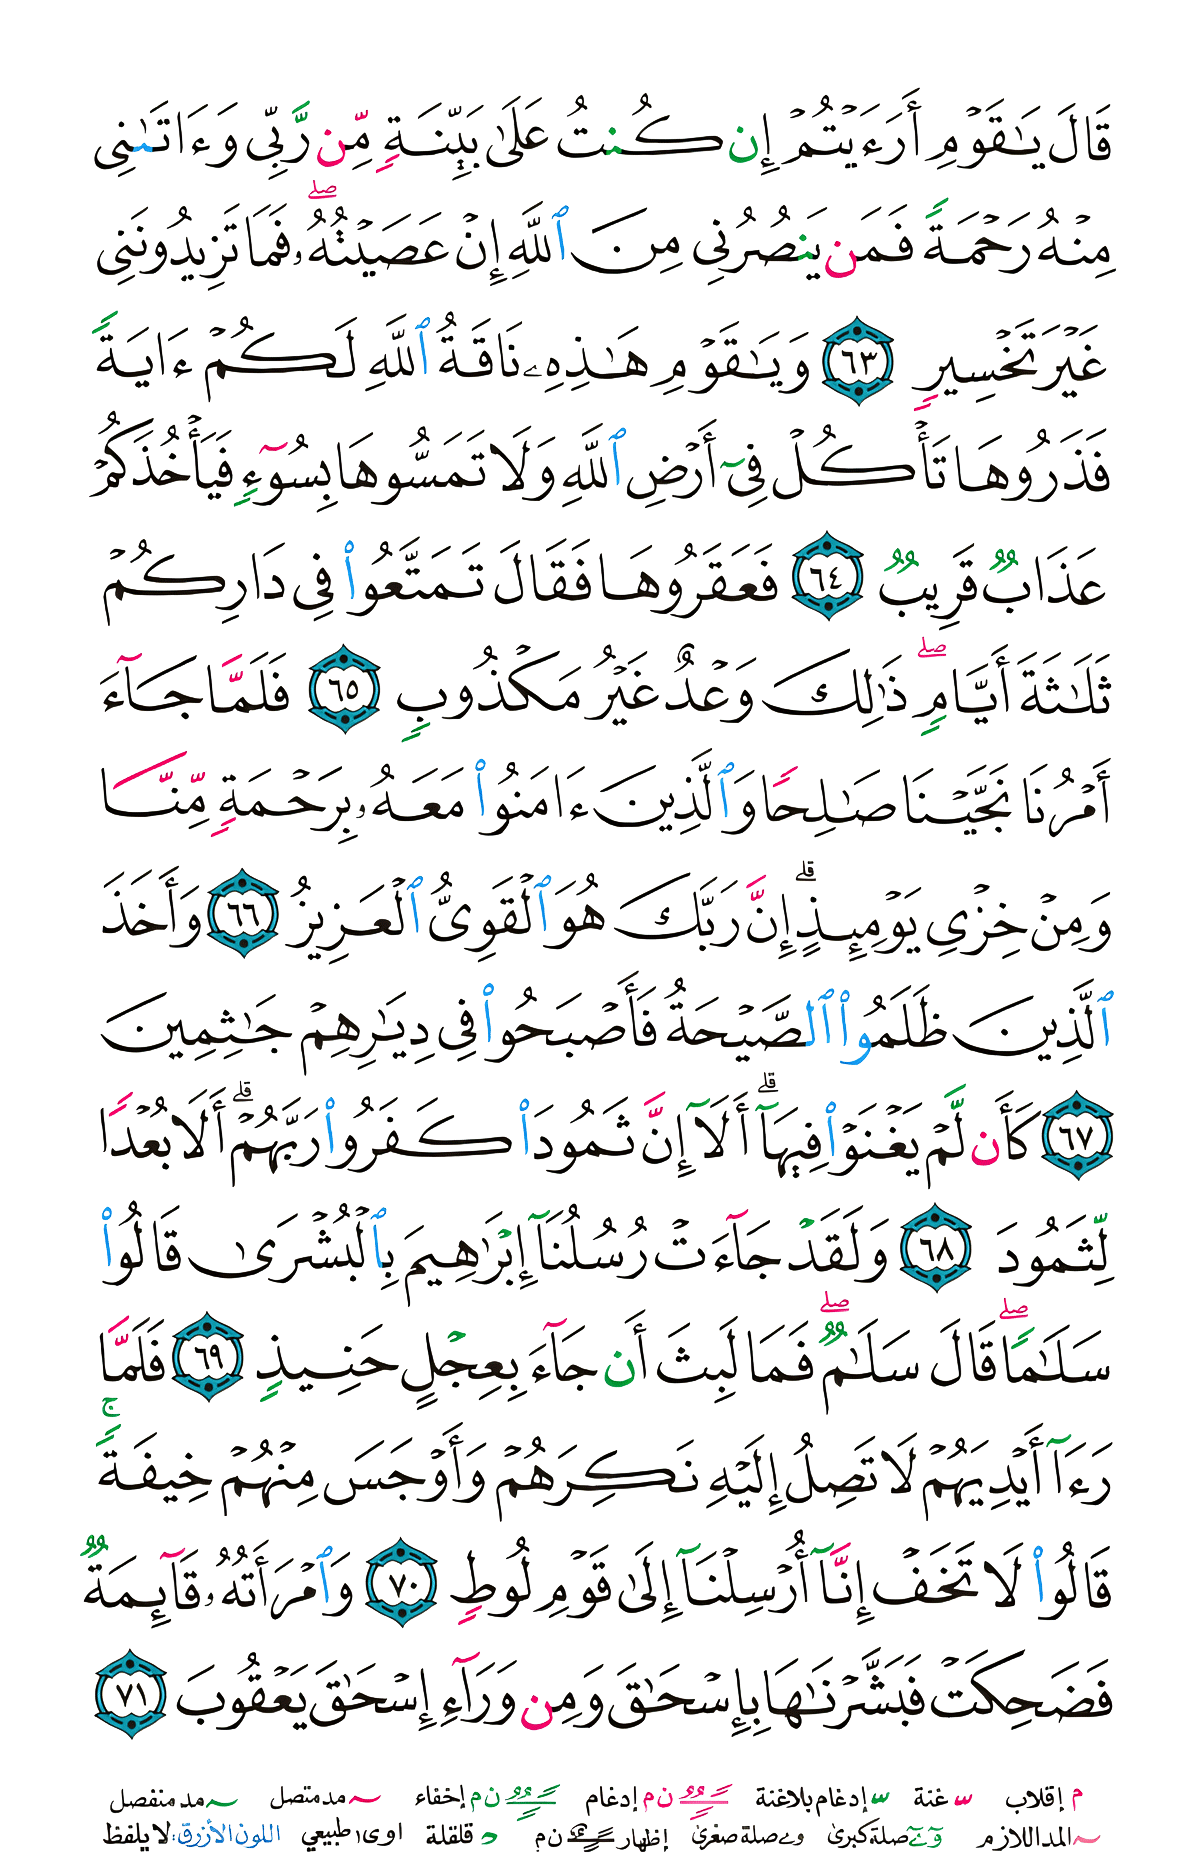 قَالَ يَٰقَوْمِ أَرَءَيْتُمْ إِن كُنتُ عَلَىٰ بَيِّنَةٍ مِّن رَّبِّى وَءَاتَىٰنِى
مِنْهُ رَحْمَةً فَمَن يَنصُرُنِى مِنَ ٱللَّهِ إِنْ عَصَيْتُهُۥ ۖ فَمَا تَزِيدُونَنِى
غَيْرَ تَخْسِيرٍ ٦٣ وَيَٰقَوْمِ هَٰذِهِۦ نَاقَةُ ٱللَّهِ لَكُمْ ءَايَةً
فَذَرُوهَا تَأْكُلْ فِىٓ أَرْضِ ٱللَّهِ وَلَا تَمَسُّوهَا بِسُوٓءٍ فَيَأْخُذَكُمْ
عَذَابٌ قَرِيبٌ ٦٤ فَعَقَرُوهَا فَقَالَ تَمَتَّعُوا۟ فِى دَارِكُمْ
ثَلَٰثَةَ أَيَّامٍ ۖ ذَٰلِكَ وَعْدٌ غَيْرُ مَكْذُوبٍ ٦٥ فَلَمَّا جَآءَ
أَمْرُنَا نَجَّيْنَا صَٰلِحًا وَٱلَّذِينَ ءَامَنُوا۟ مَعَهُۥ بِرَحْمَةٍ مِّنَّا
وَمِنْ خِزْىِ يَوْمِئِذٍ ۗ إِنَّ رَبَّكَ هُوَ ٱلْقَوِىُّ ٱلْعَزِيزُ ٦٦ وَأَخَذَ
ٱلَّذِينَ ظَلَمُوا۟ ٱلصَّيْحَةُ فَأَصْبَحُوا۟ فِى دِيَٰرِهِمْ جَٰثِمِينَ
٦٧ كَأَن لَّمْ يَغْنَوْا۟ فِيهَآ ۗ أَلَآ إِنَّ ثَمُودَا۟ كَفَرُوا۟ رَبَّهُمْ ۗ أَلَا بُعْدًا
لِّثَمُودَ ٦٨ وَلَقَدْ جَآءَتْ رُسُلُنَآ إِبْرَٰهِيمَ بِٱلْبُشْرَىٰ قَالُوا۟
سَلَٰمًا ۖ قَالَ سَلَٰمٌ ۖ فَمَا لَبِثَ أَن جَآءَ بِعِجْلٍ حَنِيذٍ ٦٩ فَلَمَّا
رَءَآ أَيْدِيَهُمْ لَا تَصِلُ إِلَيْهِ نَكِرَهُمْ وَأَوْجَسَ مِنْهُمْ خِيفَةً ۚ
قَالُوا۟ لَا تَخَفْ إِنَّآ أُرْسِلْنَآ إِلَىٰ قَوْمِ لُوطٍ ٧٠ وَٱمْرَأَتُهُۥ قَآئِمَةٌ
فَضَحِكَتْ فَبَشَّرْنَٰهَا بِإِسْحَٰقَ وَمِن وَرَآءِ إِسْحَٰقَ يَعْقُوبَ ٧١
م إقلاب غنة إدغام بلاغنة ن م إدغام ن م إخفاء مد متصل مد منفصل
المد اللازم صلة كبرى وے صلة صغرى إظهار ن م قلقلة اوى طبيعي اللون الأزرق: لا يلفظ